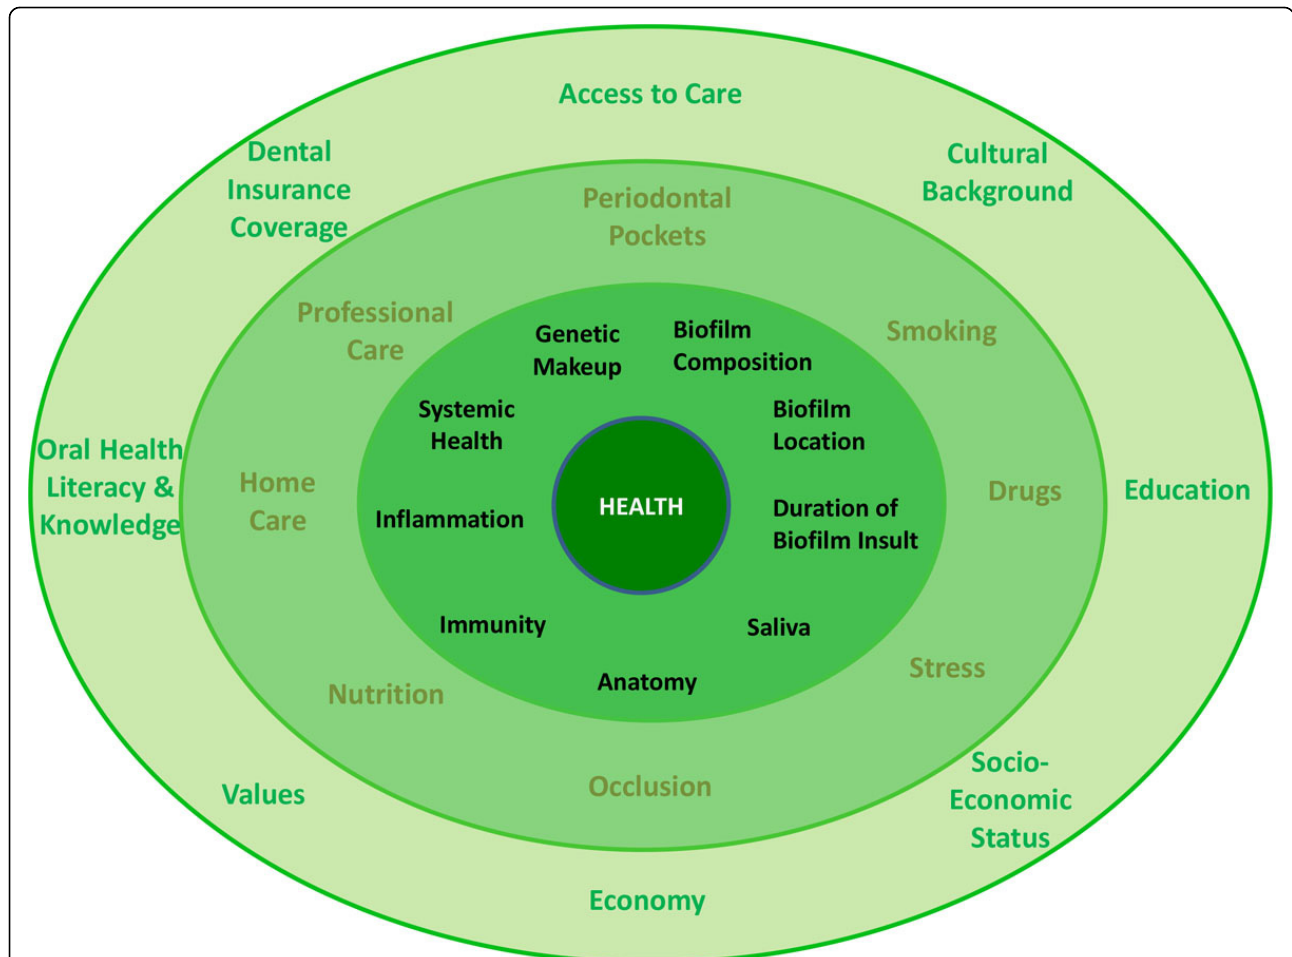 Access to Care
Dental
Insurance
Coverage
Cultural
Background
Periodontal
Pockets
Professional
Care
Smoking
Genetic
Makeup
Biofilm
Composition
Systemic
Health
Biofilm
Location
Oral Health
Literacy &
Knowledge
Home
Care
Inflammation
HEALTH
Duration of
Biofilm Insult
Drugs
Education
Immunity
Saliva
Anatomy
Nutrition
Stress
Occlusion
Values
Socio-
Economic
Status
Economy